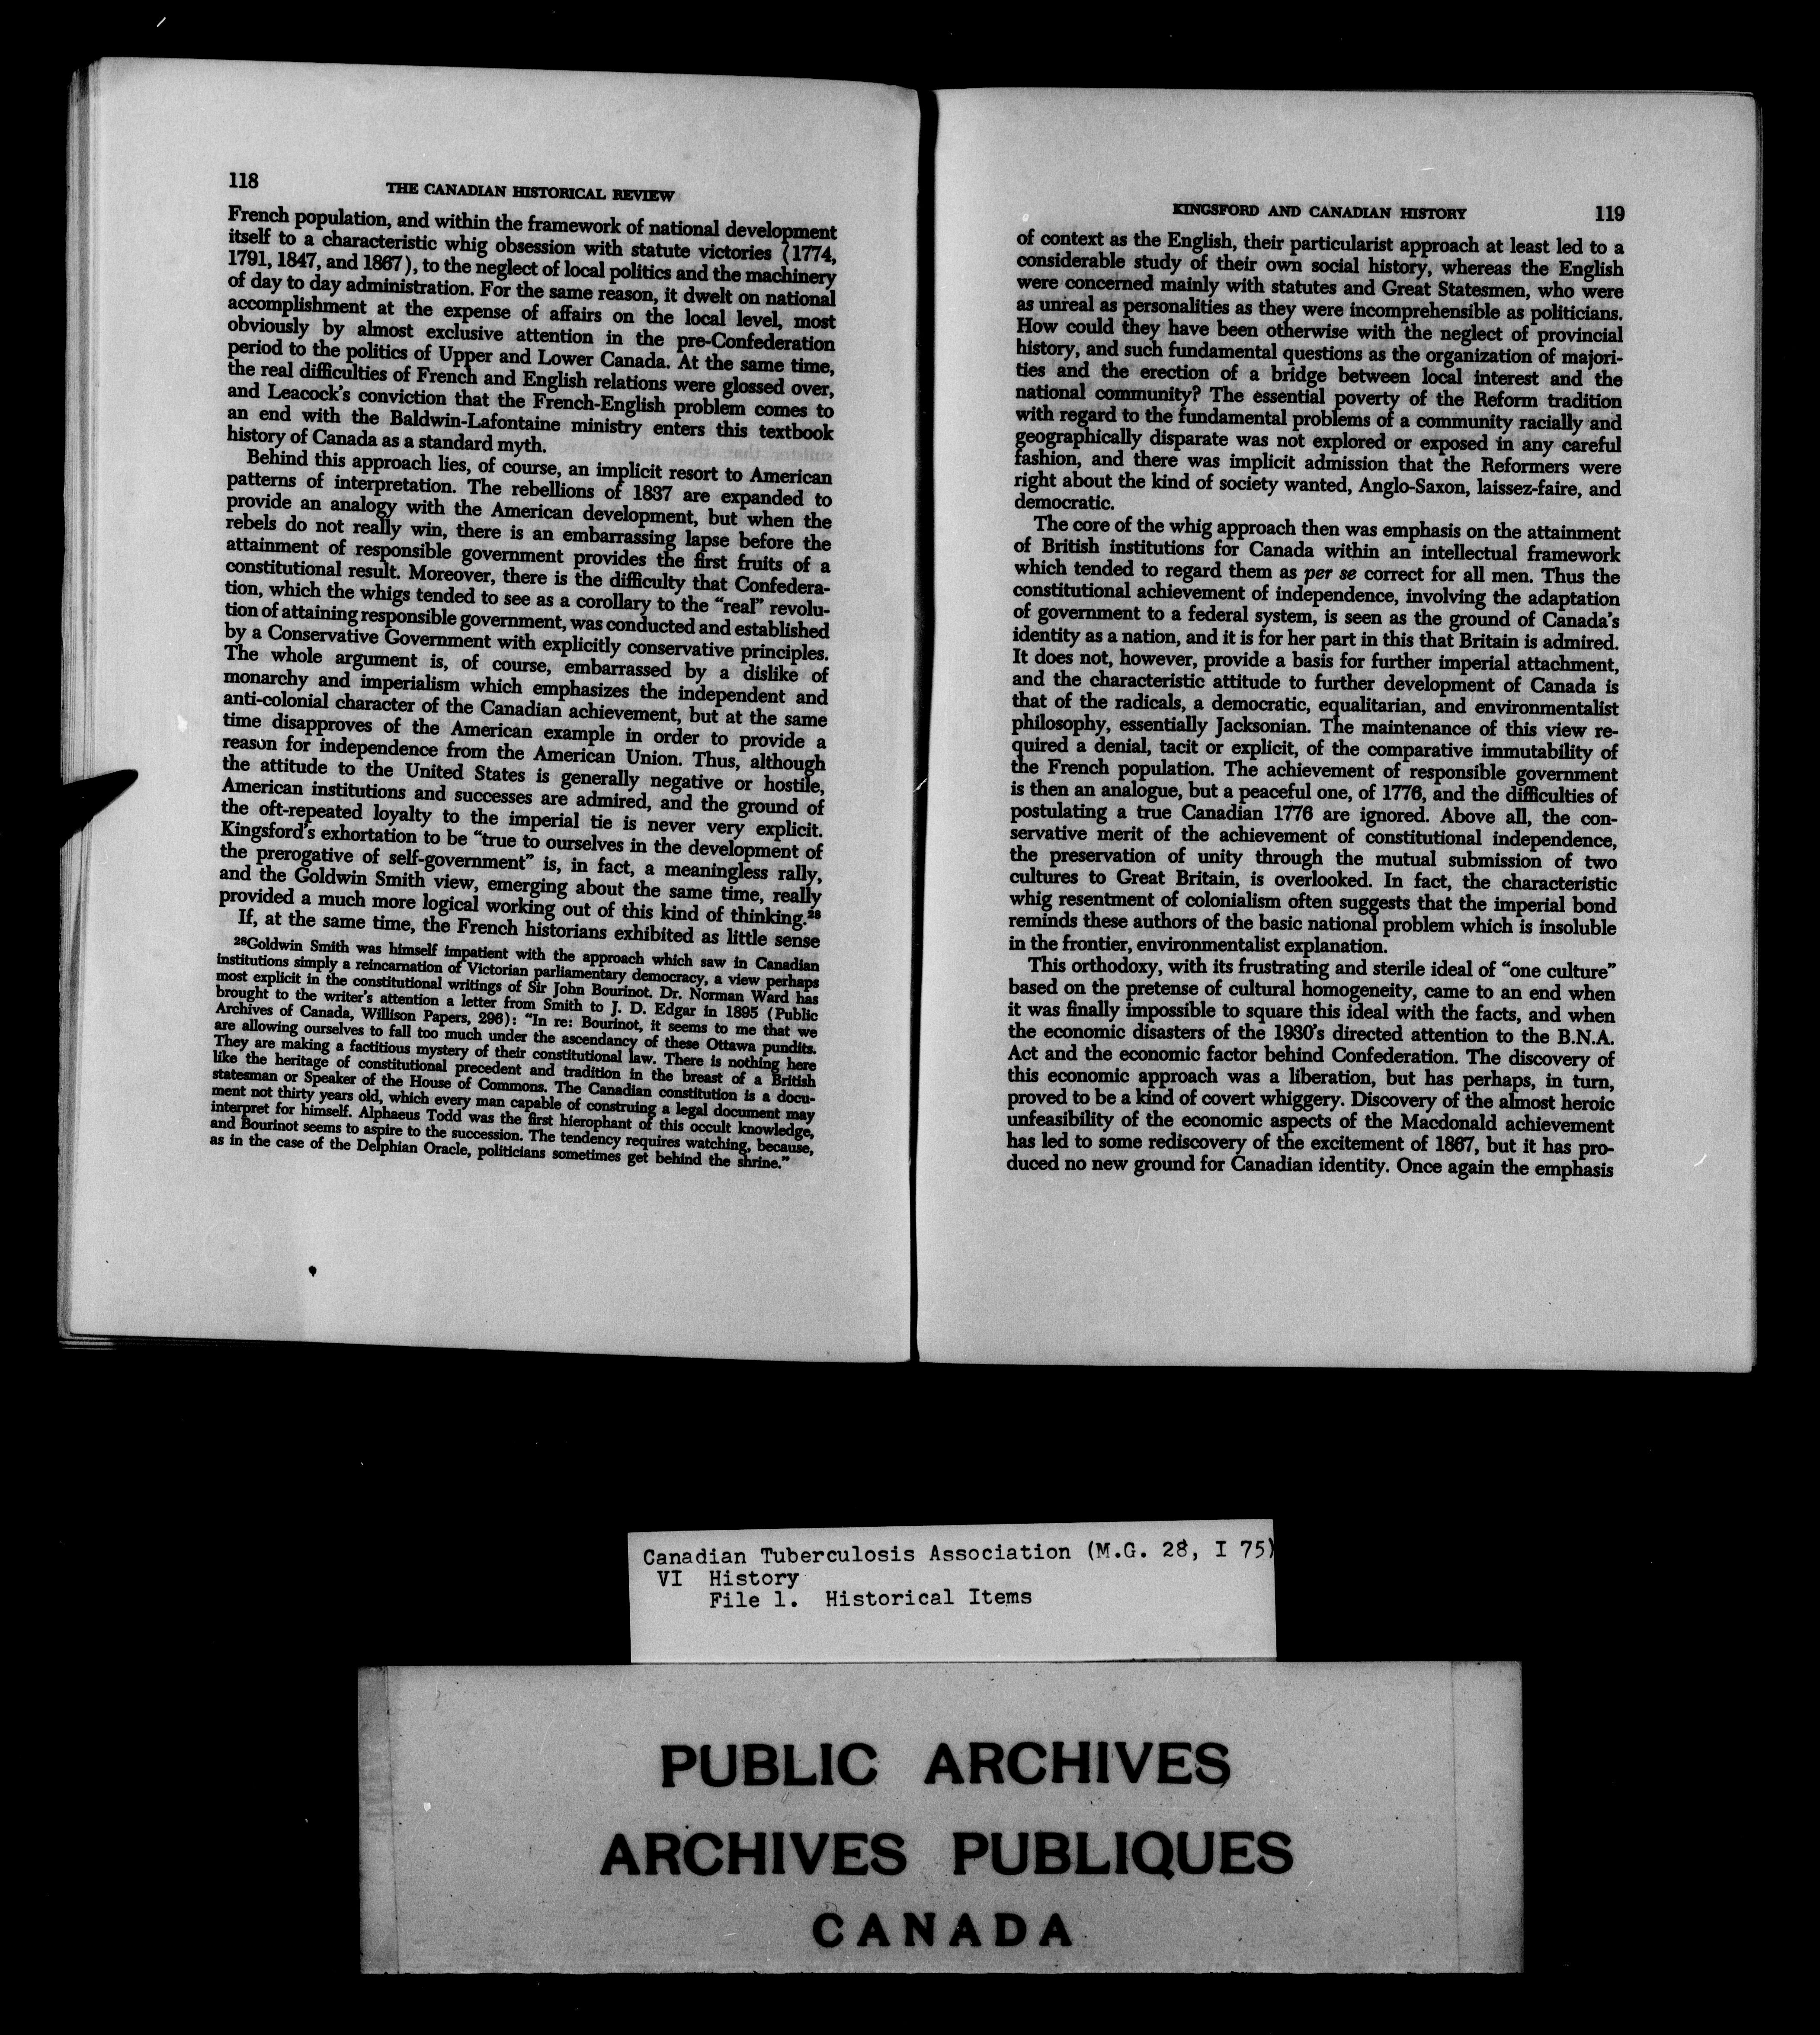 118
THE CANADIAN HISTORICAL REVIEW
French population, and within the framework of national development
itself to a characteristic whig obsession with statute victories (1774,
1791, 1847, and 1867), to the neglect of local politics and the machinery
of day to day administration. For the same reason, it dwelt on national
accomplishment at the expense of affairs on the local level, most
obviously by almost exclusive attention in the pre-Confederation
period to the politics of Upper and Lower Canada. At the same time,
the real difficulties of French and English relations were glossed over,
and Leacock's conviction that the French-English problem comes to
an end with the Baldwin-Lafontaine ministry enters this textbook
history of Canada as a standard myth.
Behind this approach lies, of course, an implicit resort to American
patterns of interpretation. The rebellions of 1837 are expanded to
provide an analogy with the American development, but when the
rebels do not really win, there is an embarrassing lapse before the
attainment of responsible government provides the first fruits of a
constitutional result. Moreover, there is the difficulty that Confedera-
tion, which the whigs tended to see as a corollary to the "real" revolu-
tion of attaining responsible government, was conducted and established
by a Conservative Government with explicitly conservative principles.
The whole argument is, of course, embarrassed by a dislike of
monarchy and imperialism which emphasizes the independent and
anti-colonial character of the Canadian achievement, but at the same
time disapproves of the American example in order to provide a
reason for independence from the American Union. Thus, although
the attitude to the United States is generally negative or hostile,
American institutions and successes are admired, and the ground of
the oft-repeated loyalty to the imperial tie is never very explicit.
Kingsford's exhortation to be "true to ourselves in the development of
the prerogative of self-government" is, in fact, a meaningless rally,
and the Goldwin Smith view, emerging about the same time, really
provided a much more logical working out of this kind of thinking.28
If, at the same time, the French historians exhibited as little sense
28Goldwin Smith was himself impatient with the approach which saw in Canadian
institutions simply a reincarnation of Victorian parliamentary democracy, a view perhaps
most explicit in the constitutional writings of Sir John Bourinot. Dr. Norman Ward has
brought to the writer's attention a letter from Smith to J. D. Edgar in 1895 (Public
Archives of Canada, Willison Papers, 296): "In re: Bourinot, it seems to me that we
are allowing ourselves to fall too much under the ascendancy of these Ottawa pundits.
They are making a factitious mystery of their constitutional law. There is nothing here
like the heritage of constitutional precedent and tradition in the breast of a British
statesman or Speaker of the House of Commons. The Canadian constitution is a docu-
ment not thirty years old, which every man capable of construing a legal document may
interpret for himself. Alphaeus Todd was the first hierophant of this occult knowledge,
and Bourinot seems to aspire to the succession. The tendency requires watching, because,
as in the case of the Delphian Oracle, politicians sometimes get behind the shrine."
KINGSFORD AND CANADIAN HISTORY
119
of context as the English, their particularist approach at least led to a
considerable study of their own social history, whereas the English
were concerned mainly with statutes and Great Statesmen, who were
as unreal as personalities as they were incomprehensible as politicians.
How could they have been otherwise with the neglect of provincial
history, and such fundamental questions as the organization of majori-
ties and the erection of a bridge between local interest and the
national community? The essential poverty of the Reform tradition
with regard to the fundamental problems of a community racially and
geographically disparate was not explored or exposed in any careful
fashion, and there was implicit admission that the Reformers were
right about the kind of society wanted, Anglo-Saxon, laissez-faire, and
democratic.
The core of the whig approach then was emphasis on the attainment
of British institutions for Canada within an intellectual framework
which tended to regard them as per se correct for all men. Thus the
constitutional achievement of independence, involving the adaptation
of government to a federal system, is seen as the ground of Canada's
identity as a nation, and it is for her part in this that Britain is admired.
It does not, however, provide a basis for further imperial attachment,
and the characteristic attitude to further development of Canada is
that of the radicals, a democratic, equalitarian, and environmentalist
philosophy, essentially Jacksonian. The maintenance of this view re-
quired a denial, tacit or explicit, of the comparative immutability of
the French population. The achievement of responsible government
is then an analogue, but a peaceful one, of 1776, and the difficulties of
postulating a true Canadian 1776 are ignored. Above all, the con-
servative merit of the achievement of constitutional independence,
the preservation of unity through the mutual submission of two
cultures to Great Britain, is overlooked. In fact, the characteristic
whig resentment of colonialism often suggests that the imperial bond
reminds these authors of the basic national problem which is insoluble
in the frontier, environmentalist explanation.
This orthodoxy, with its frustrating and sterile ideal of "one culture"
based on the pretense of cultural homogeneity, came to an end when
it was finally impossible to square this ideal with the facts, and when
the economic disasters of the 1930's directed attention to the B.N.A.
Act and the economic factor behind Confederation. The discovery of
this economic approach was a liberation, but has perhaps, in turn,
proved to be a kind of covert whiggery. Discovery of the almost heroic
unfeasibility of the economic aspects of the Macdonald achievement
has led to some rediscovery of the excitement of 1867, but it has pro-
duced no new ground for Canadian identity. Once again the emphasis
Canadian Tuberculosis Association (M.G. 28, I 75)
VI History
File 1. Historical Items
PUBLIC ARCHIVES
ARCHIVES PUBLIQUES
CANADA